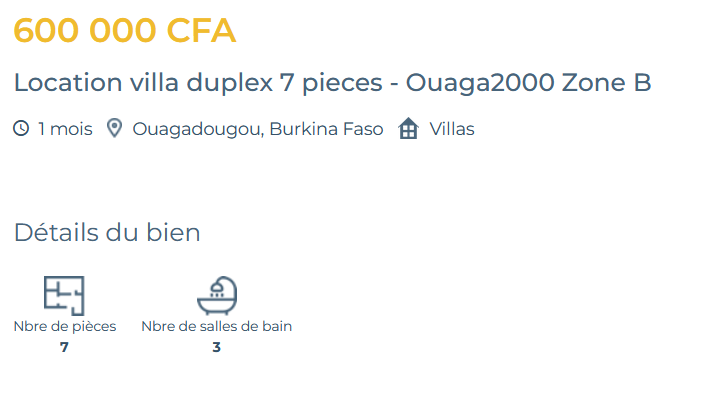 600 000 CFA
Location villa duplex 7 pieces - Ouaga2000 Zone B
1 mois Ouagadougou, Burkina Faso Villas
Détails du bien
Nbre de pièces Nbre de salles de bain
7 3